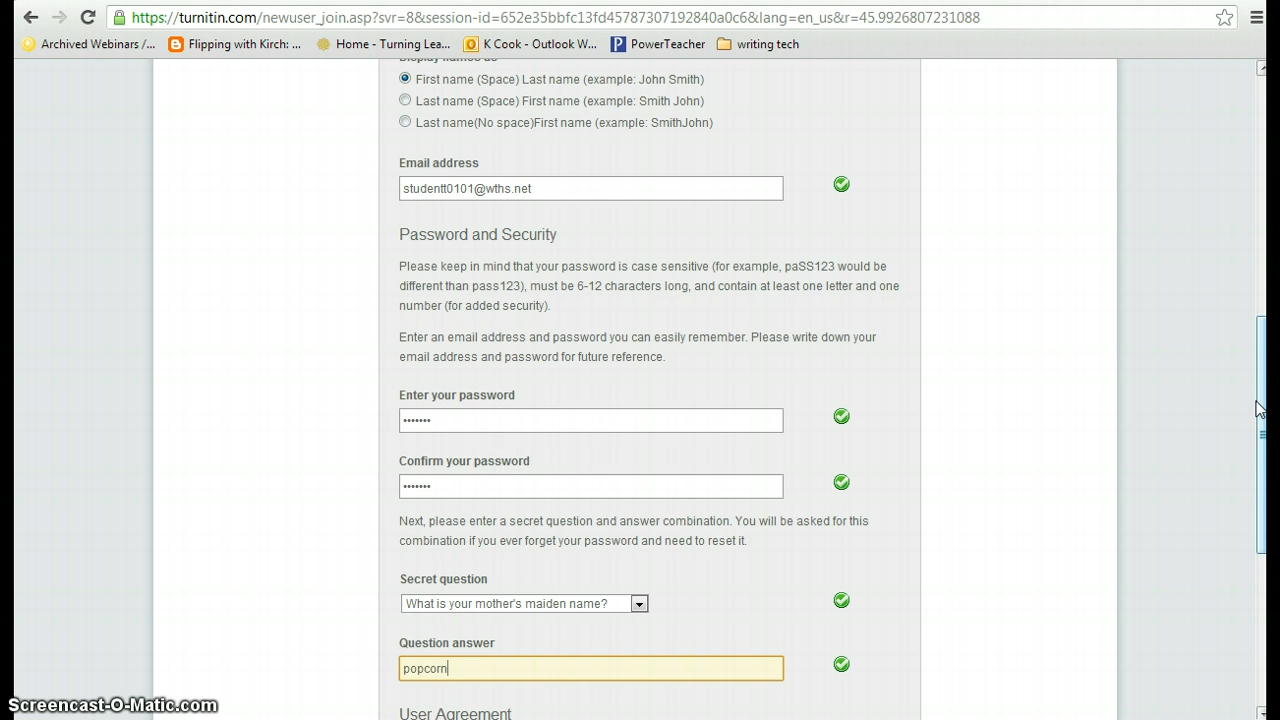 https://turnitin.com/newuser_join.asp?svr=8&session-id=652e35bbfc13fd45787307192840a0c6&lang=en_us&r=45.9926807231088
Archived Webinars /... Flipping with Kirch: ... Home - Turning Lea... K Cook - Outlook W... PowerTeacher writing tech
Display names as
First name (Space) Last name (example: John Smith)
Last name (Space) First name (example: Smith John)
Last name(No space)First name (example: SmithJohn)
Email address
studentt0101@wths.net
Password and Security
Please keep in mind that your password is case sensitive (for example, paSS123 would be
different than pass123), must be 6-12 characters long, and contain at least one letter and one
number (for added security).
Enter an email address and password you can easily remember. Please write down your
email address and password for future reference.
Enter your password
•••••••
Confirm your password
•••••••
Next, please enter a secret question and answer combination. You will be asked for this
combination if you ever forget your password and need to reset it.
Secret question
What is your mother's maiden name?
Question answer
popcorn
User Agreement
Screencast-O-Matic.com